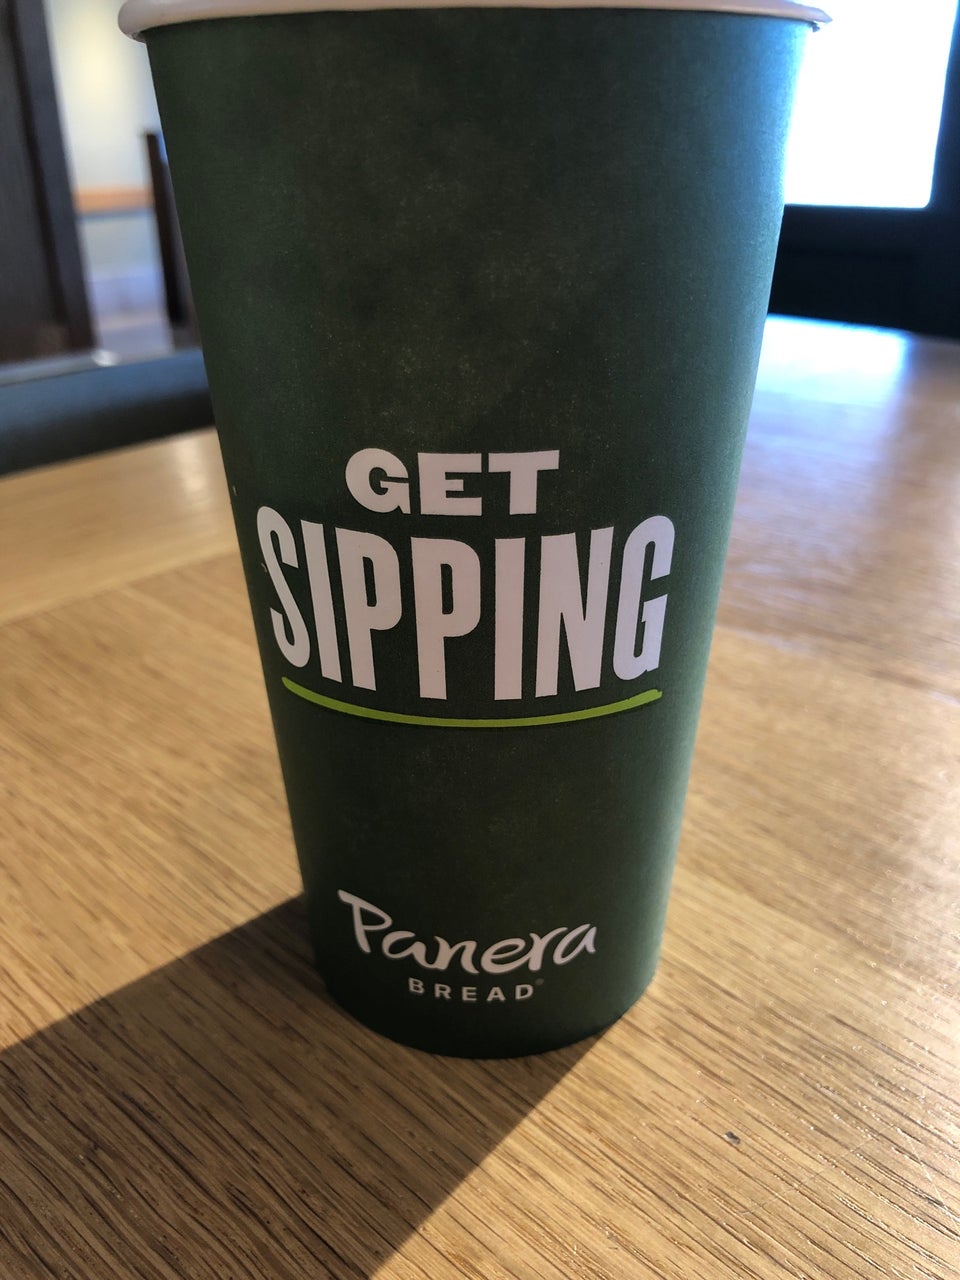 GET
SIPPING
Panera
BREAD®